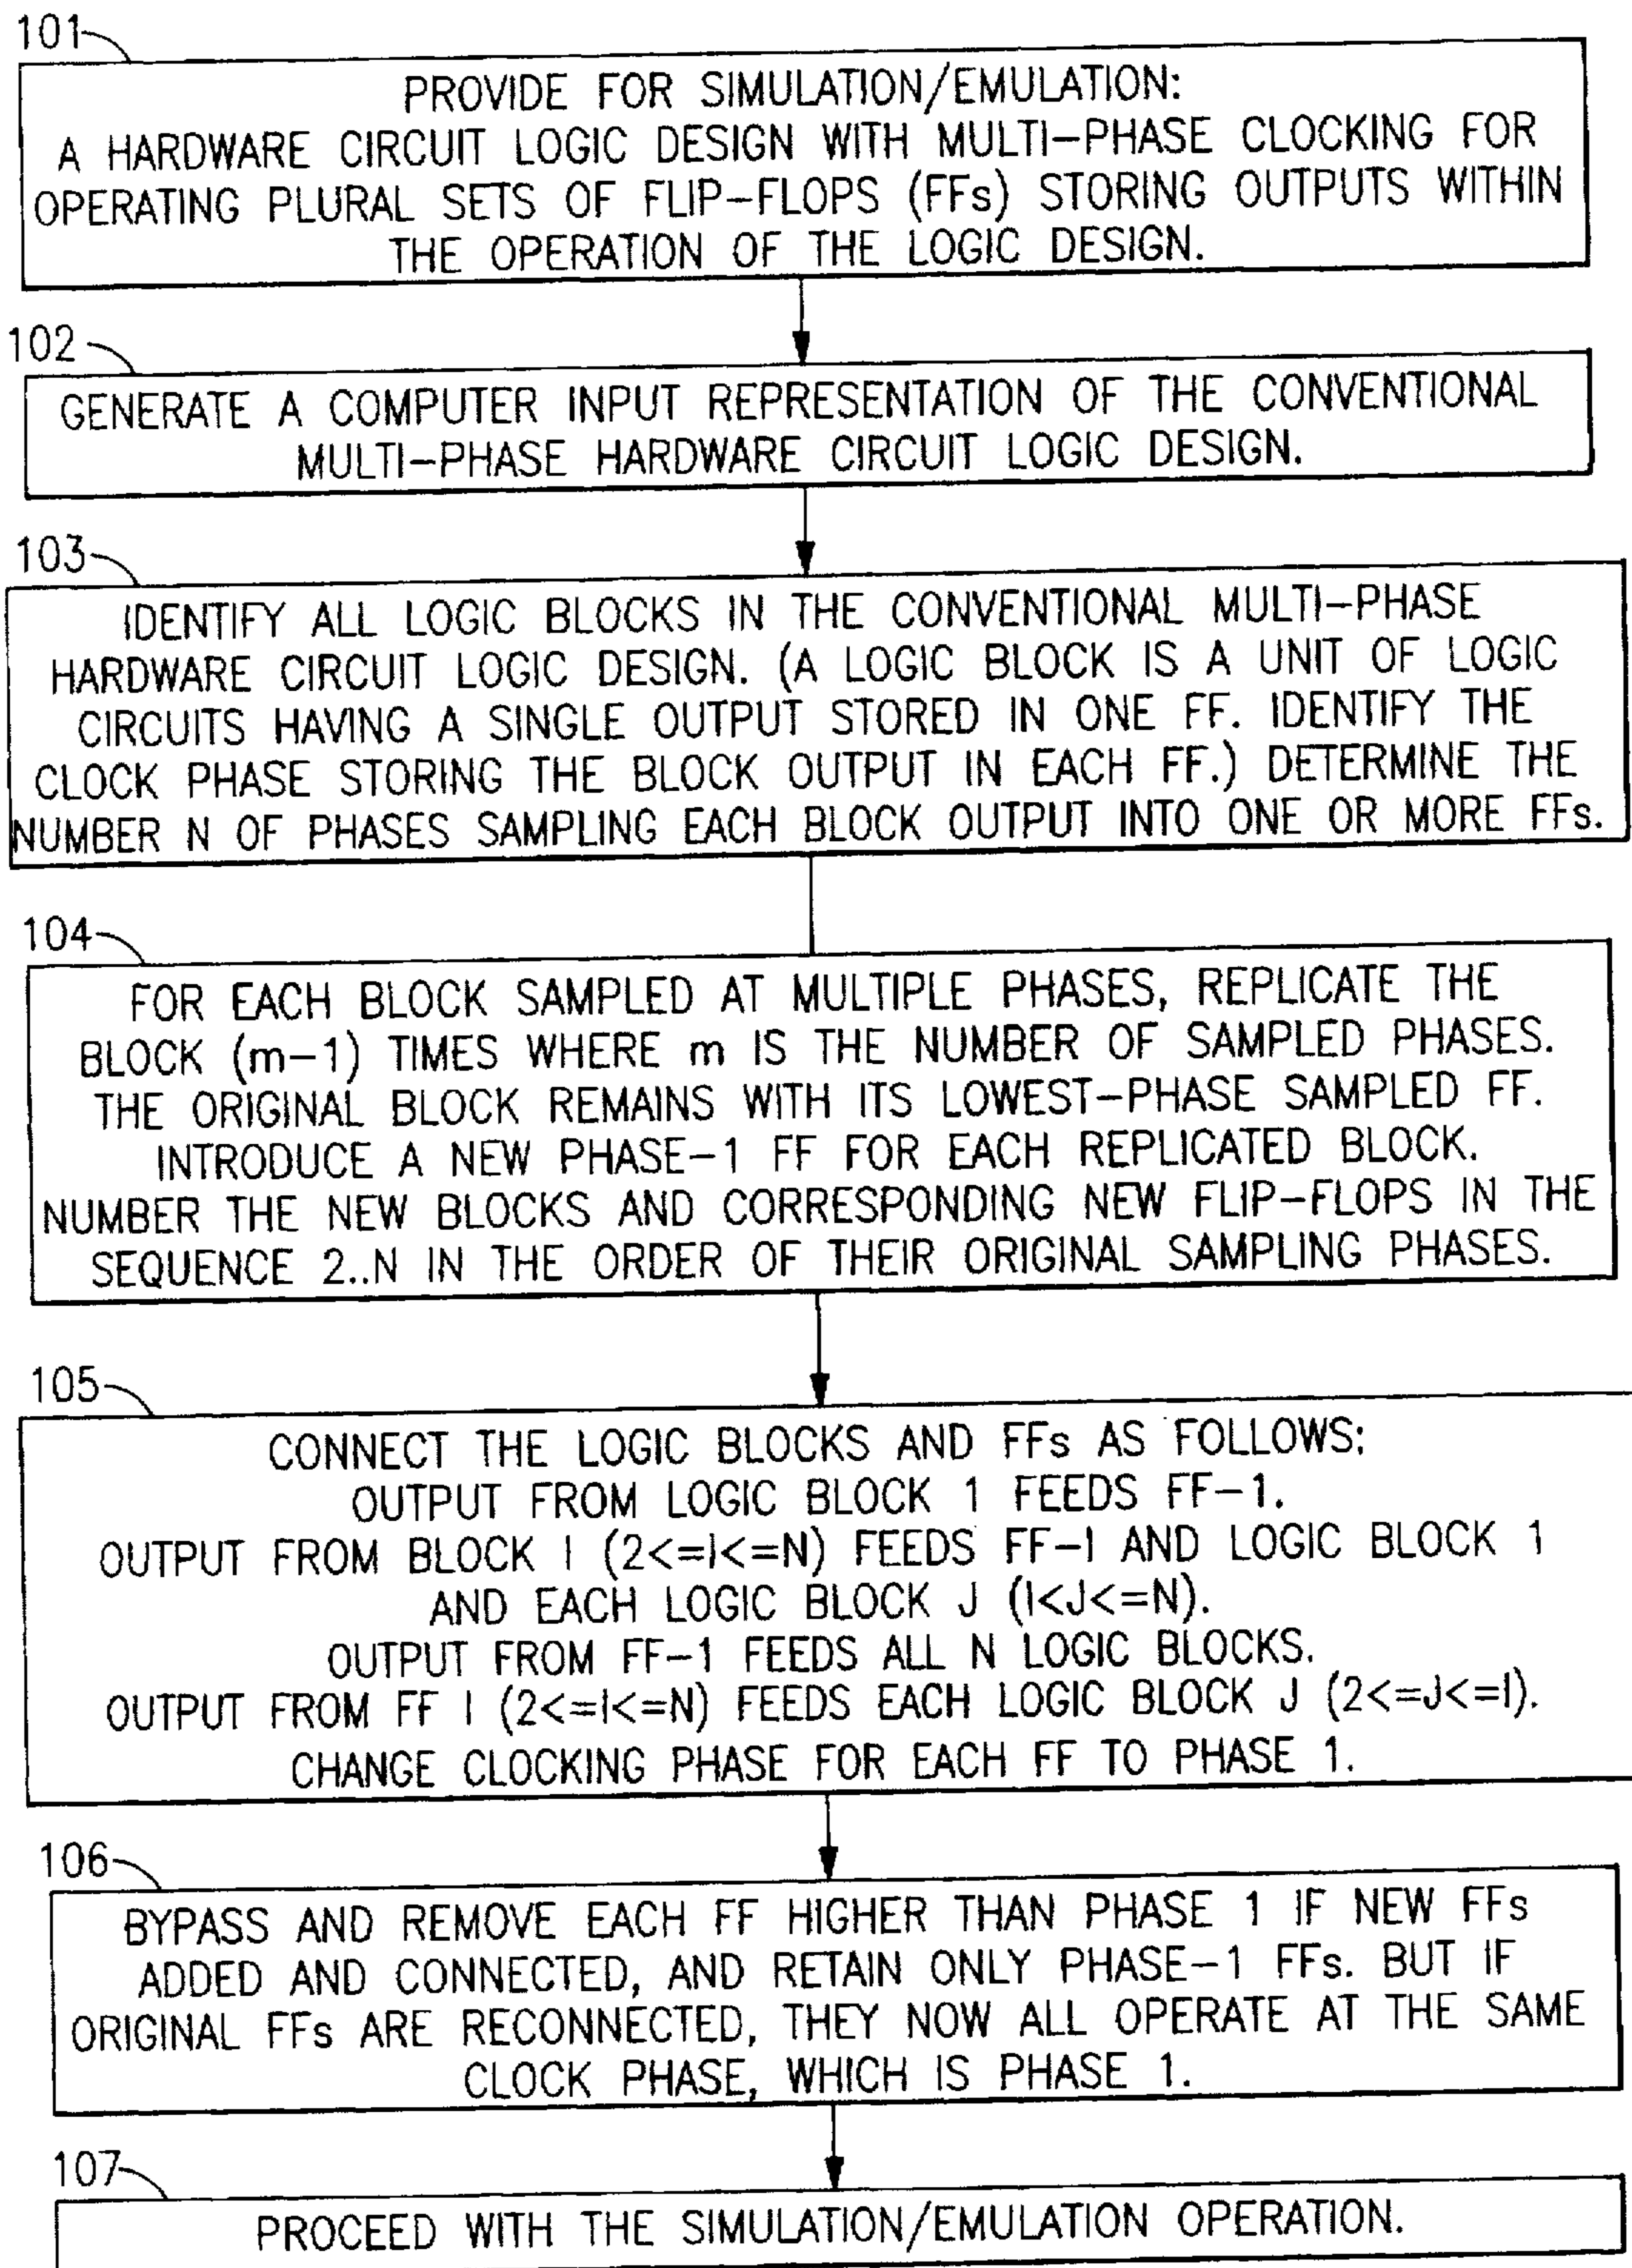 101
PROVIDE FOR SIMULATION/EMULATION:
A HARDWARE CIRCUIT LOGIC DESIGN WITH MULTI-PHASE CLOCKING FOR
OPERATING PLURAL SETS OF FLIP-FLOPS (FFs) STORING OUTPUTS WITHIN
THE OPERATION OF THE LOGIC DESIGN.
102
GENERATE A COMPUTER INPUT REPRESENTATION OF THE CONVENTIONAL
MULTI-PHASE HARDWARE CIRCUIT LOGIC DESIGN.
103
IDENTIFY ALL LOGIC BLOCKS IN THE CONVENTIONAL MULTI-PHASE
HARDWARE CIRCUIT LOGIC DESIGN. (A LOGIC BLOCK IS A UNIT OF LOGIC
CIRCUITS HAVING A SINGLE OUTPUT STORED IN ONE FF. IDENTIFY THE
CLOCK PHASE STORING THE BLOCK OUTPUT IN EACH FF.) DETERMINE THE
NUMBER N OF PHASES SAMPLING EACH BLOCK OUTPUT INTO ONE OR MORE FFs.
104
FOR EACH BLOCK SAMPLED AT MULTIPLE PHASES, REPLICATE THE
BLOCK (m-1) TIMES WHERE m IS THE NUMBER OF SAMPLED PHASES.
THE ORIGINAL BLOCK REMAINS WITH ITS LOWEST-PHASE SAMPLED FF.
INTRODUCE A NEW PHASE-1 FF FOR EACH REPLICATED BLOCK.
NUMBER THE NEW BLOCKS AND CORRESPONDING NEW FLIP-FLOPS IN THE
SEQUENCE 2..N IN THE ORDER OF THEIR ORIGINAL SAMPLING PHASES.
105
CONNECT THE LOGIC BLOCKS AND FFs AS FOLLOWS:
OUTPUT FROM LOGIC BLOCK 1 FEEDS FF-1.
OUTPUT FROM BLOCK I (2<=I<=N) FEEDS FF-I AND LOGIC BLOCK 1
AND EACH LOGIC BLOCK J (I<J<=N).
OUTPUT FROM FF-1 FEEDS ALL N LOGIC BLOCKS.
OUTPUT FROM FF I (2<=I<=N) FEEDS EACH LOGIC BLOCK J (2<=J<=I).
CHANGE CLOCKING PHASE FOR EACH FF TO PHASE 1.
106
BYPASS AND REMOVE EACH FF HIGHER THAN PHASE 1 IF NEW FFs
ADDED AND CONNECTED, AND RETAIN ONLY PHASE-1 FFs. BUT IF
ORIGINAL FFs ARE RECONNECTED, THEY NOW ALL OPERATE AT THE SAME
CLOCK PHASE, WHICH IS PHASE 1.
107
PROCEED WITH THE SIMULATION/EMULATION OPERATION.